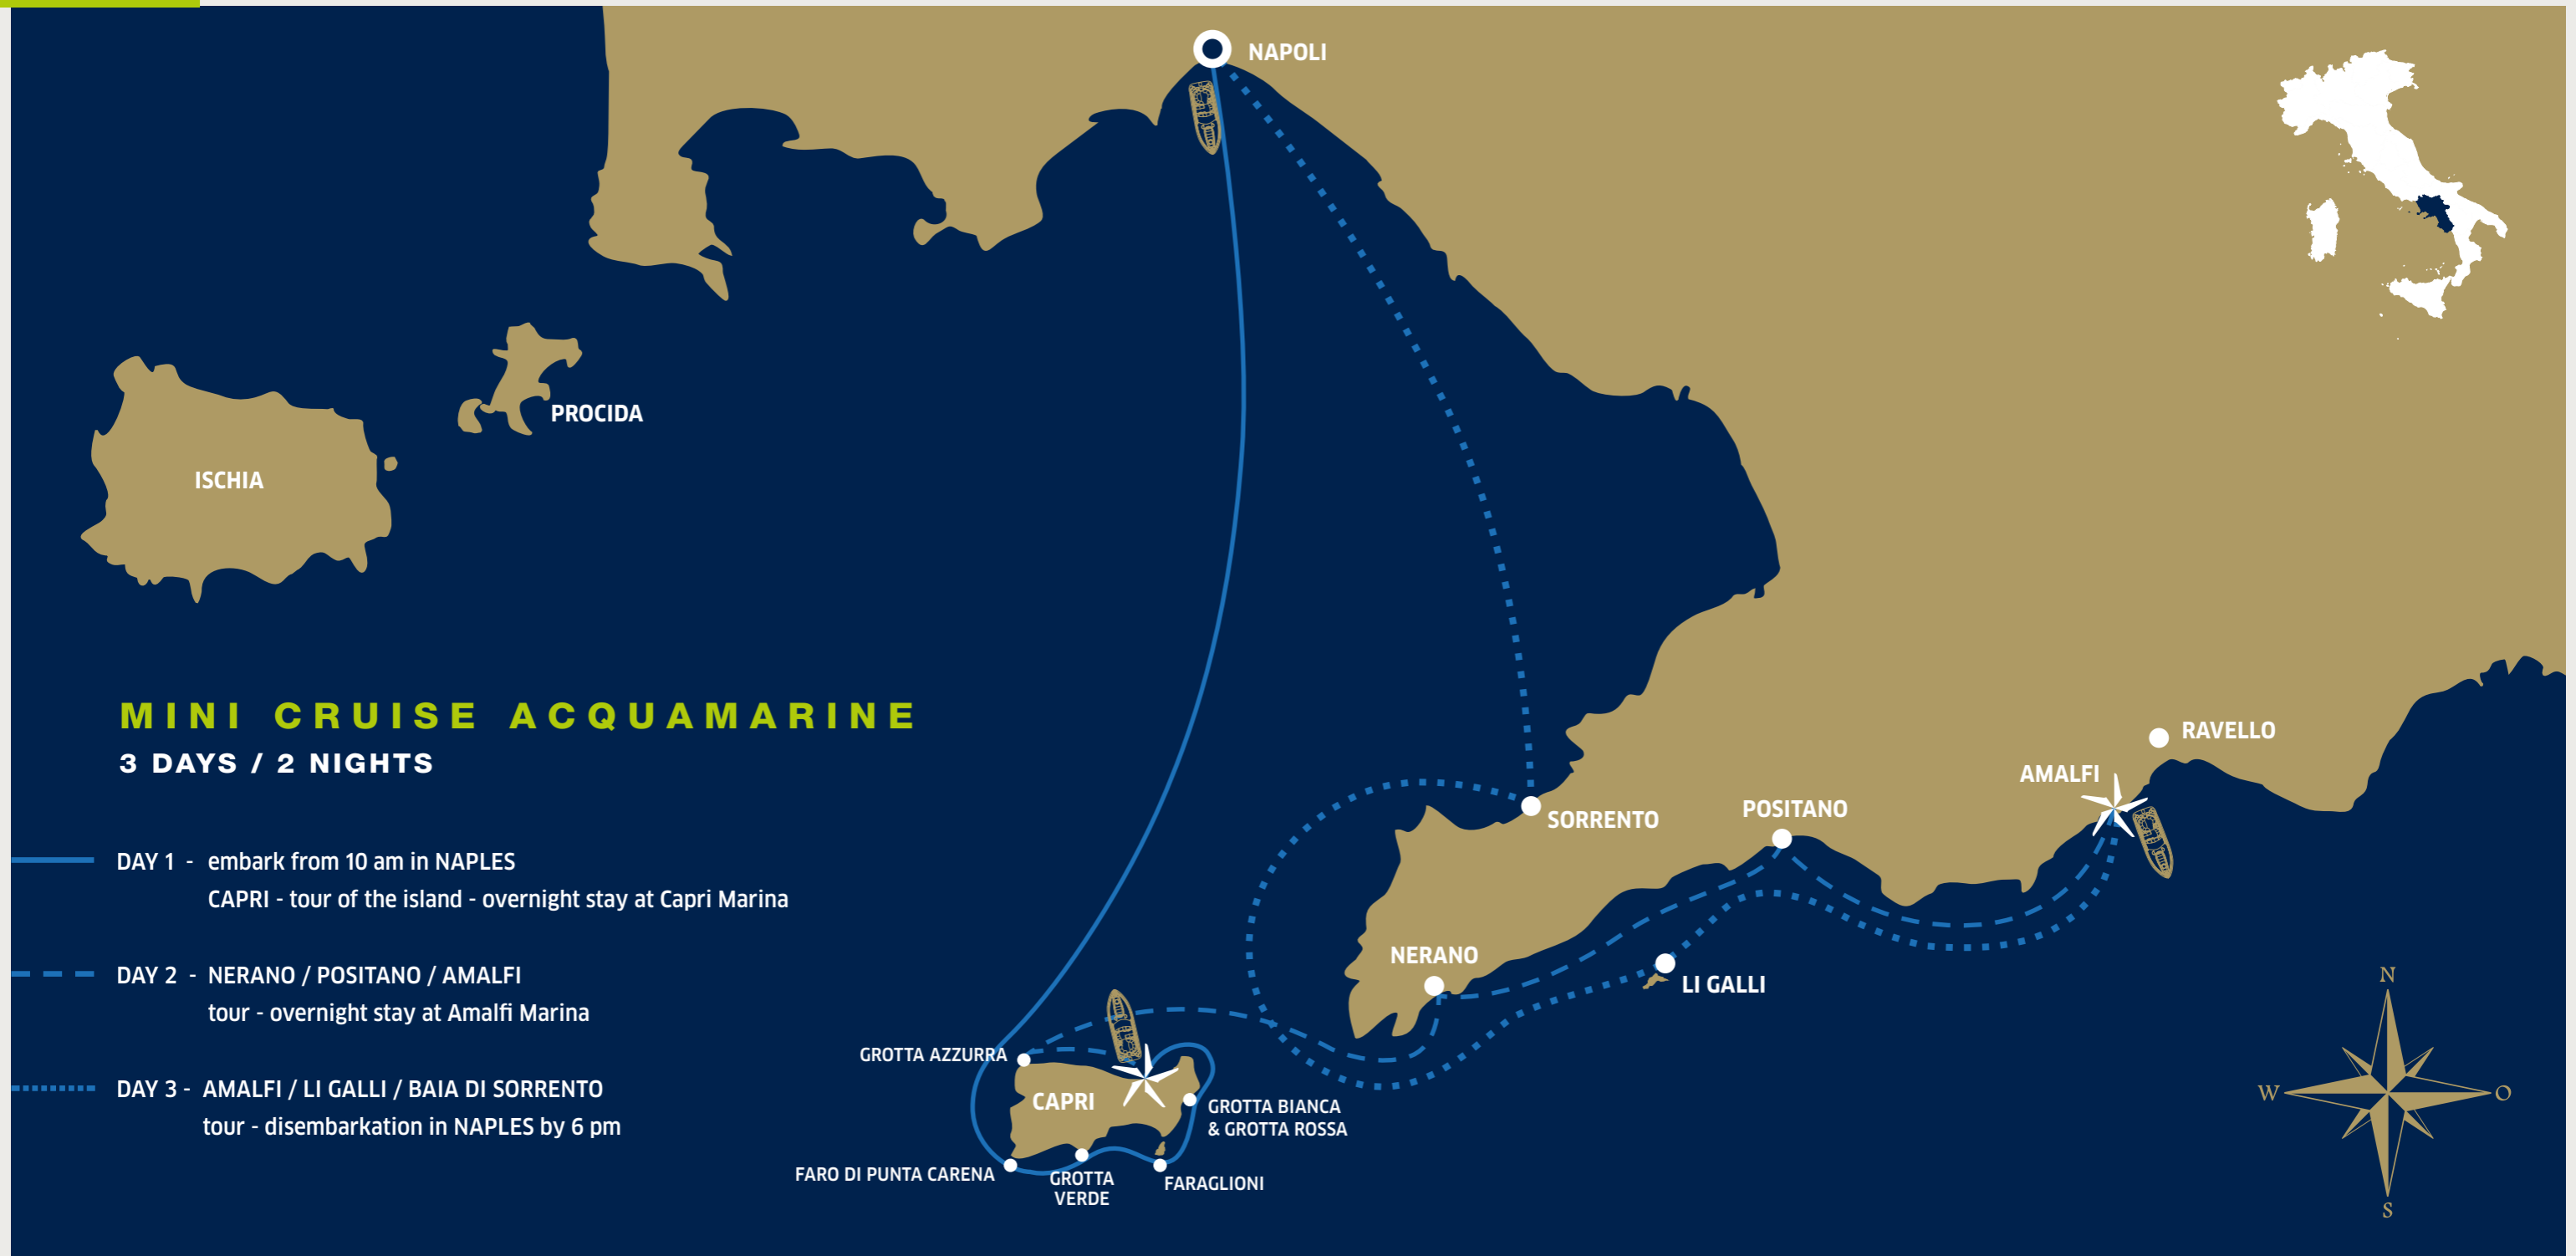 NAPOLI
PROCIDA
ISCHIA
MINI CRUISE ACQUAMARINE
3 DAYS / 2 NIGHTS
DAY 1 - embark from 10 am in NAPLES
CAPRI - tour of the island - overnight stay at Capri Marina
DAY 2 - NERANO / POSITANO / AMALFI
tour - overnight stay at Amalfi Marina
DAY 3 - AMALFI / LI GALLI / BAIA DI SORRENTO
tour - disembarkation in NAPLES by 6 pm
RAVELLO
AMALFI
POSITANO
SORRENTO
NERANO
LI GALLI
GROTTA AZZURRA
CAPRI
GROTTA BIANCA
& GROTTA ROSSA
FARO DI PUNTA CARENA
GROTTA
VERDE
FARAGLIONI
N
W
O
S